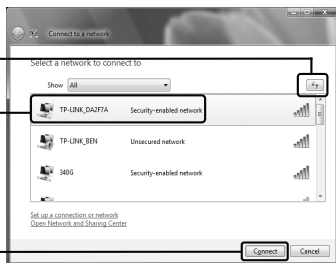 Connect to a network
Select a network to connect to
Show All
TP-LINK_DA2F7A Security-enabled network
TP-LINK_BEN Unsecured network
340G Security-enabled network
Set up a connection or network
Open Network and Sharing Center
Connect Cancel